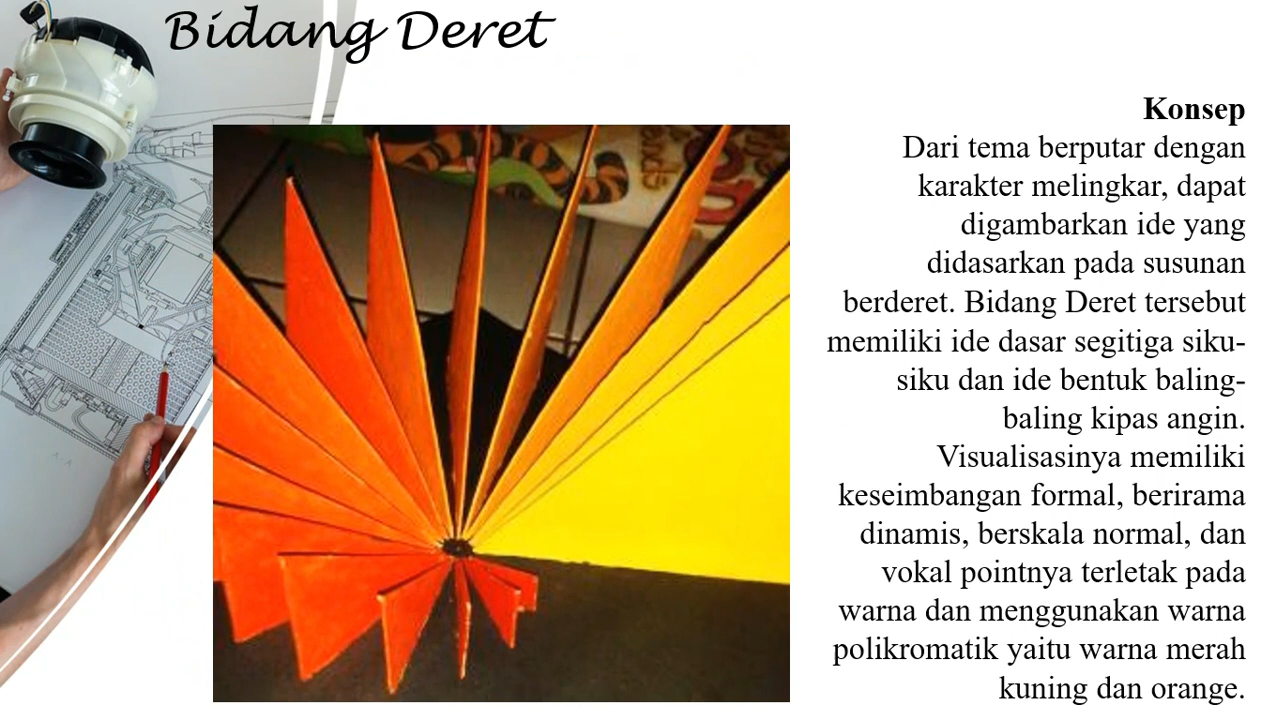 Bidang Deret
Konsep
Dari tema berputar dengan
karakter melingkar, dapat
digambarkan ide yang
didasarkan pada susunan
berderet. Bidang Deret tersebut
memiliki ide dasar segitiga siku-
siku dan ide bentuk baling-
baling kipas angin.
Visualisasinya memiliki
keseimbangan formal, berirama
dinamis, berskala normal, dan
vokal pointnya terletak pada
warna dan menggunakan warna
polikromatik yaitu warna merah
kuning dan orange.